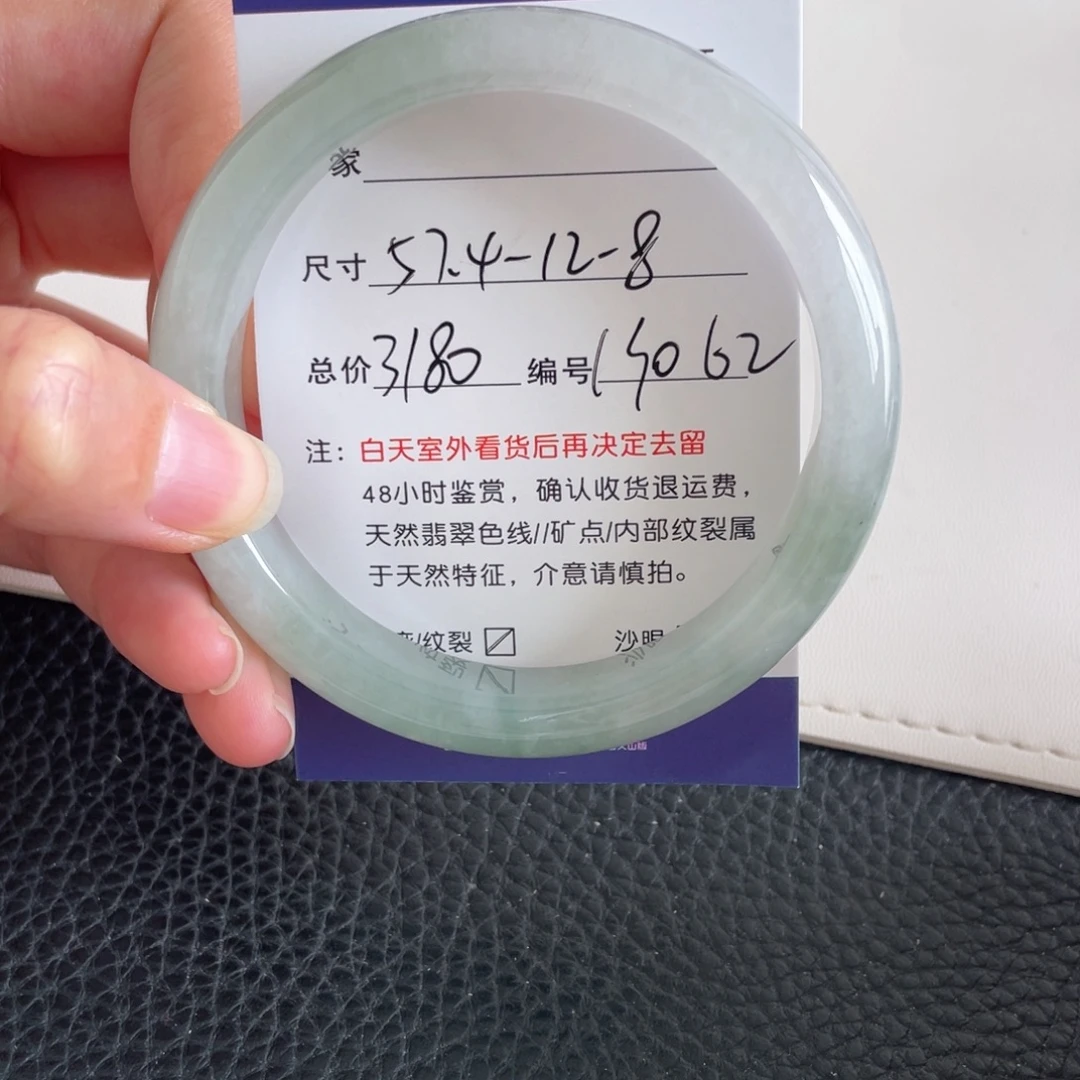 家
尺寸 57.4-12-8
总价 3180 编号 15062
注：白天室外看货后再决定去留
48小时鉴赏，确认收货退运费，
天然翡翠色线//矿点/内部纹裂属
于天然特征，介意请慎拍。
/纹裂 ☑ 沙眼